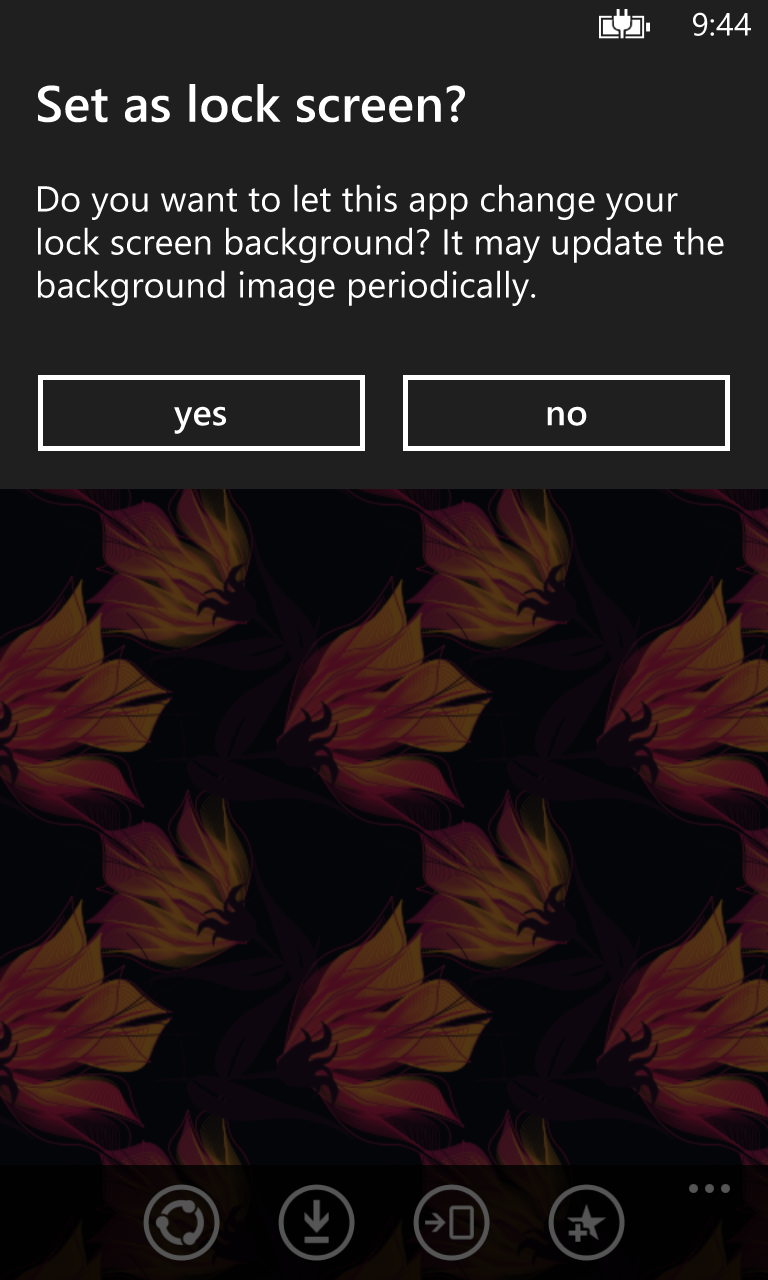 9:44
Set as lock screen?
Do you want to let this app change your
lock screen background? It may update the
background image periodically.
yes no